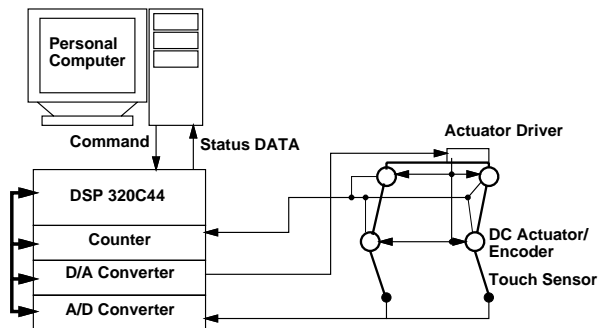 Personal
Computer
Command
Status DATA
Actuator Driver
DSP 320C44
Counter
DC Actuator/
Encoder
D/A Converter
Touch Sensor
A/D Converter